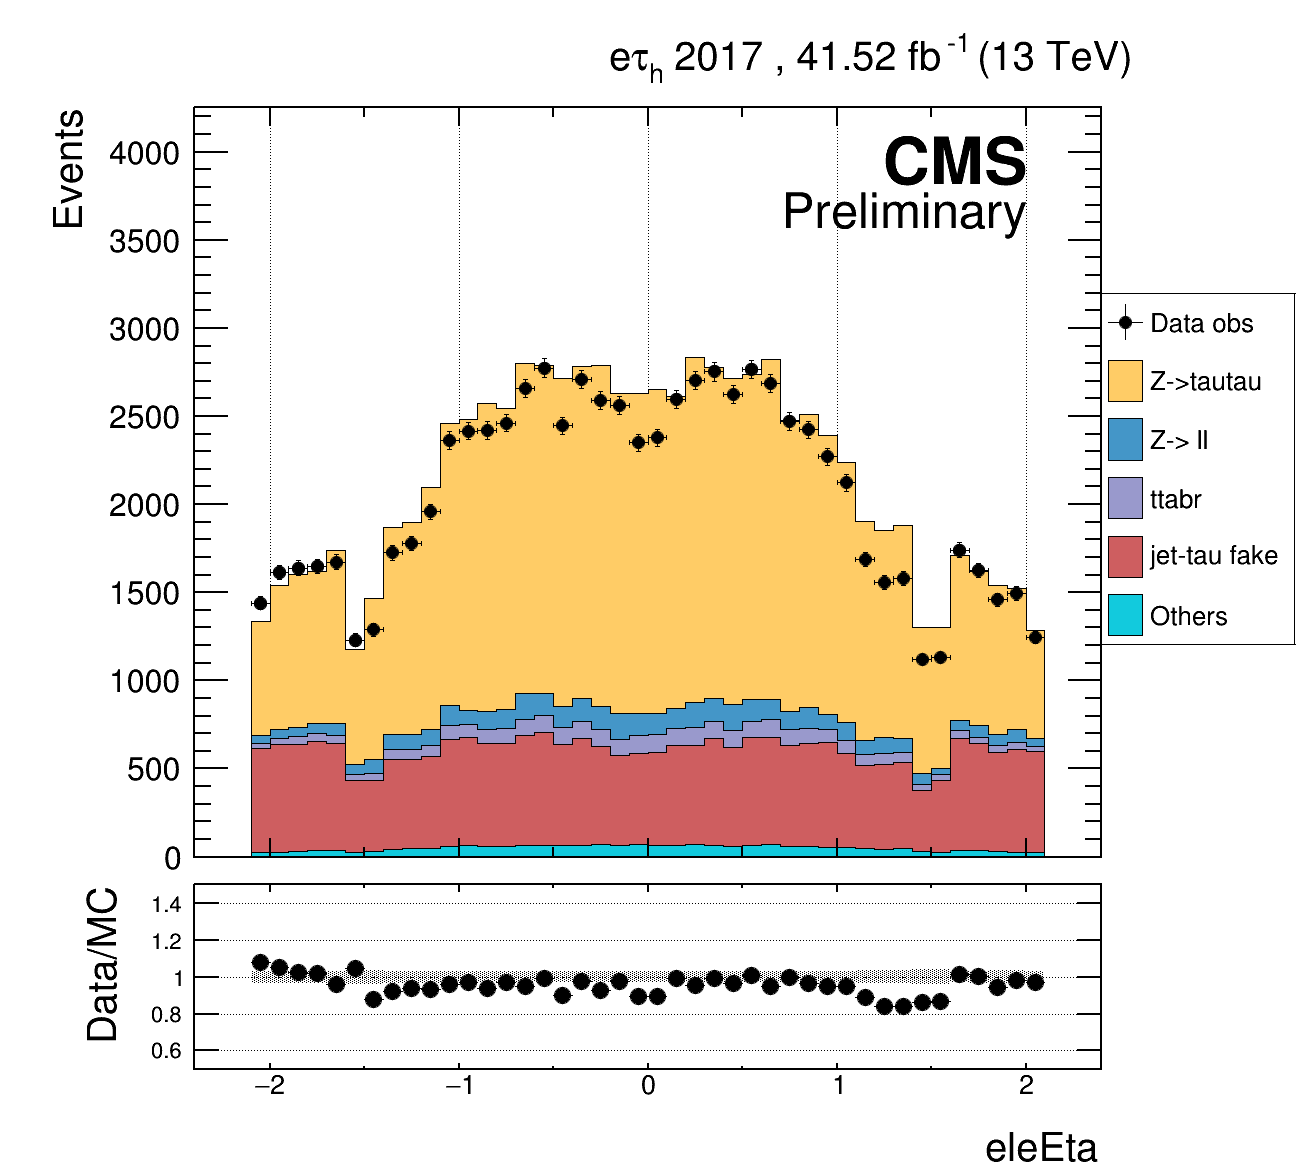 eτh 2017 , 41.52 fb-1 (13 TeV)
Events
4000
3500
3000
2500
2000
1500
1000
500
0
CMS
Preliminary
Data obs
Z->tautau
Z-> ll
ttabr
jet-tau fake
Others
Data/MC
1.4
1.2
1
0.8
0.6
−2
−1
0
1
2
eleEta